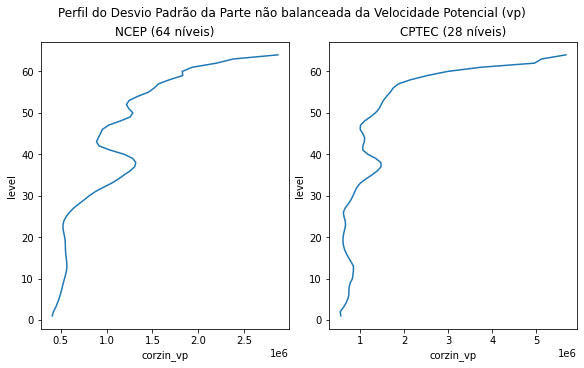 Perfil do Desvio Padrão da Parte não balanceada da Velocidade Potencial (vp)
NCEP (64 níveis)
CPTEC (28 níveis)
level
60
50
40
30
20
10
0
0.5
1.0
1.5
2.0
2.5
1e6
corzin_vp
level
60
50
40
30
20
10
0
1
2
3
4
5
1e6
corzin_vp